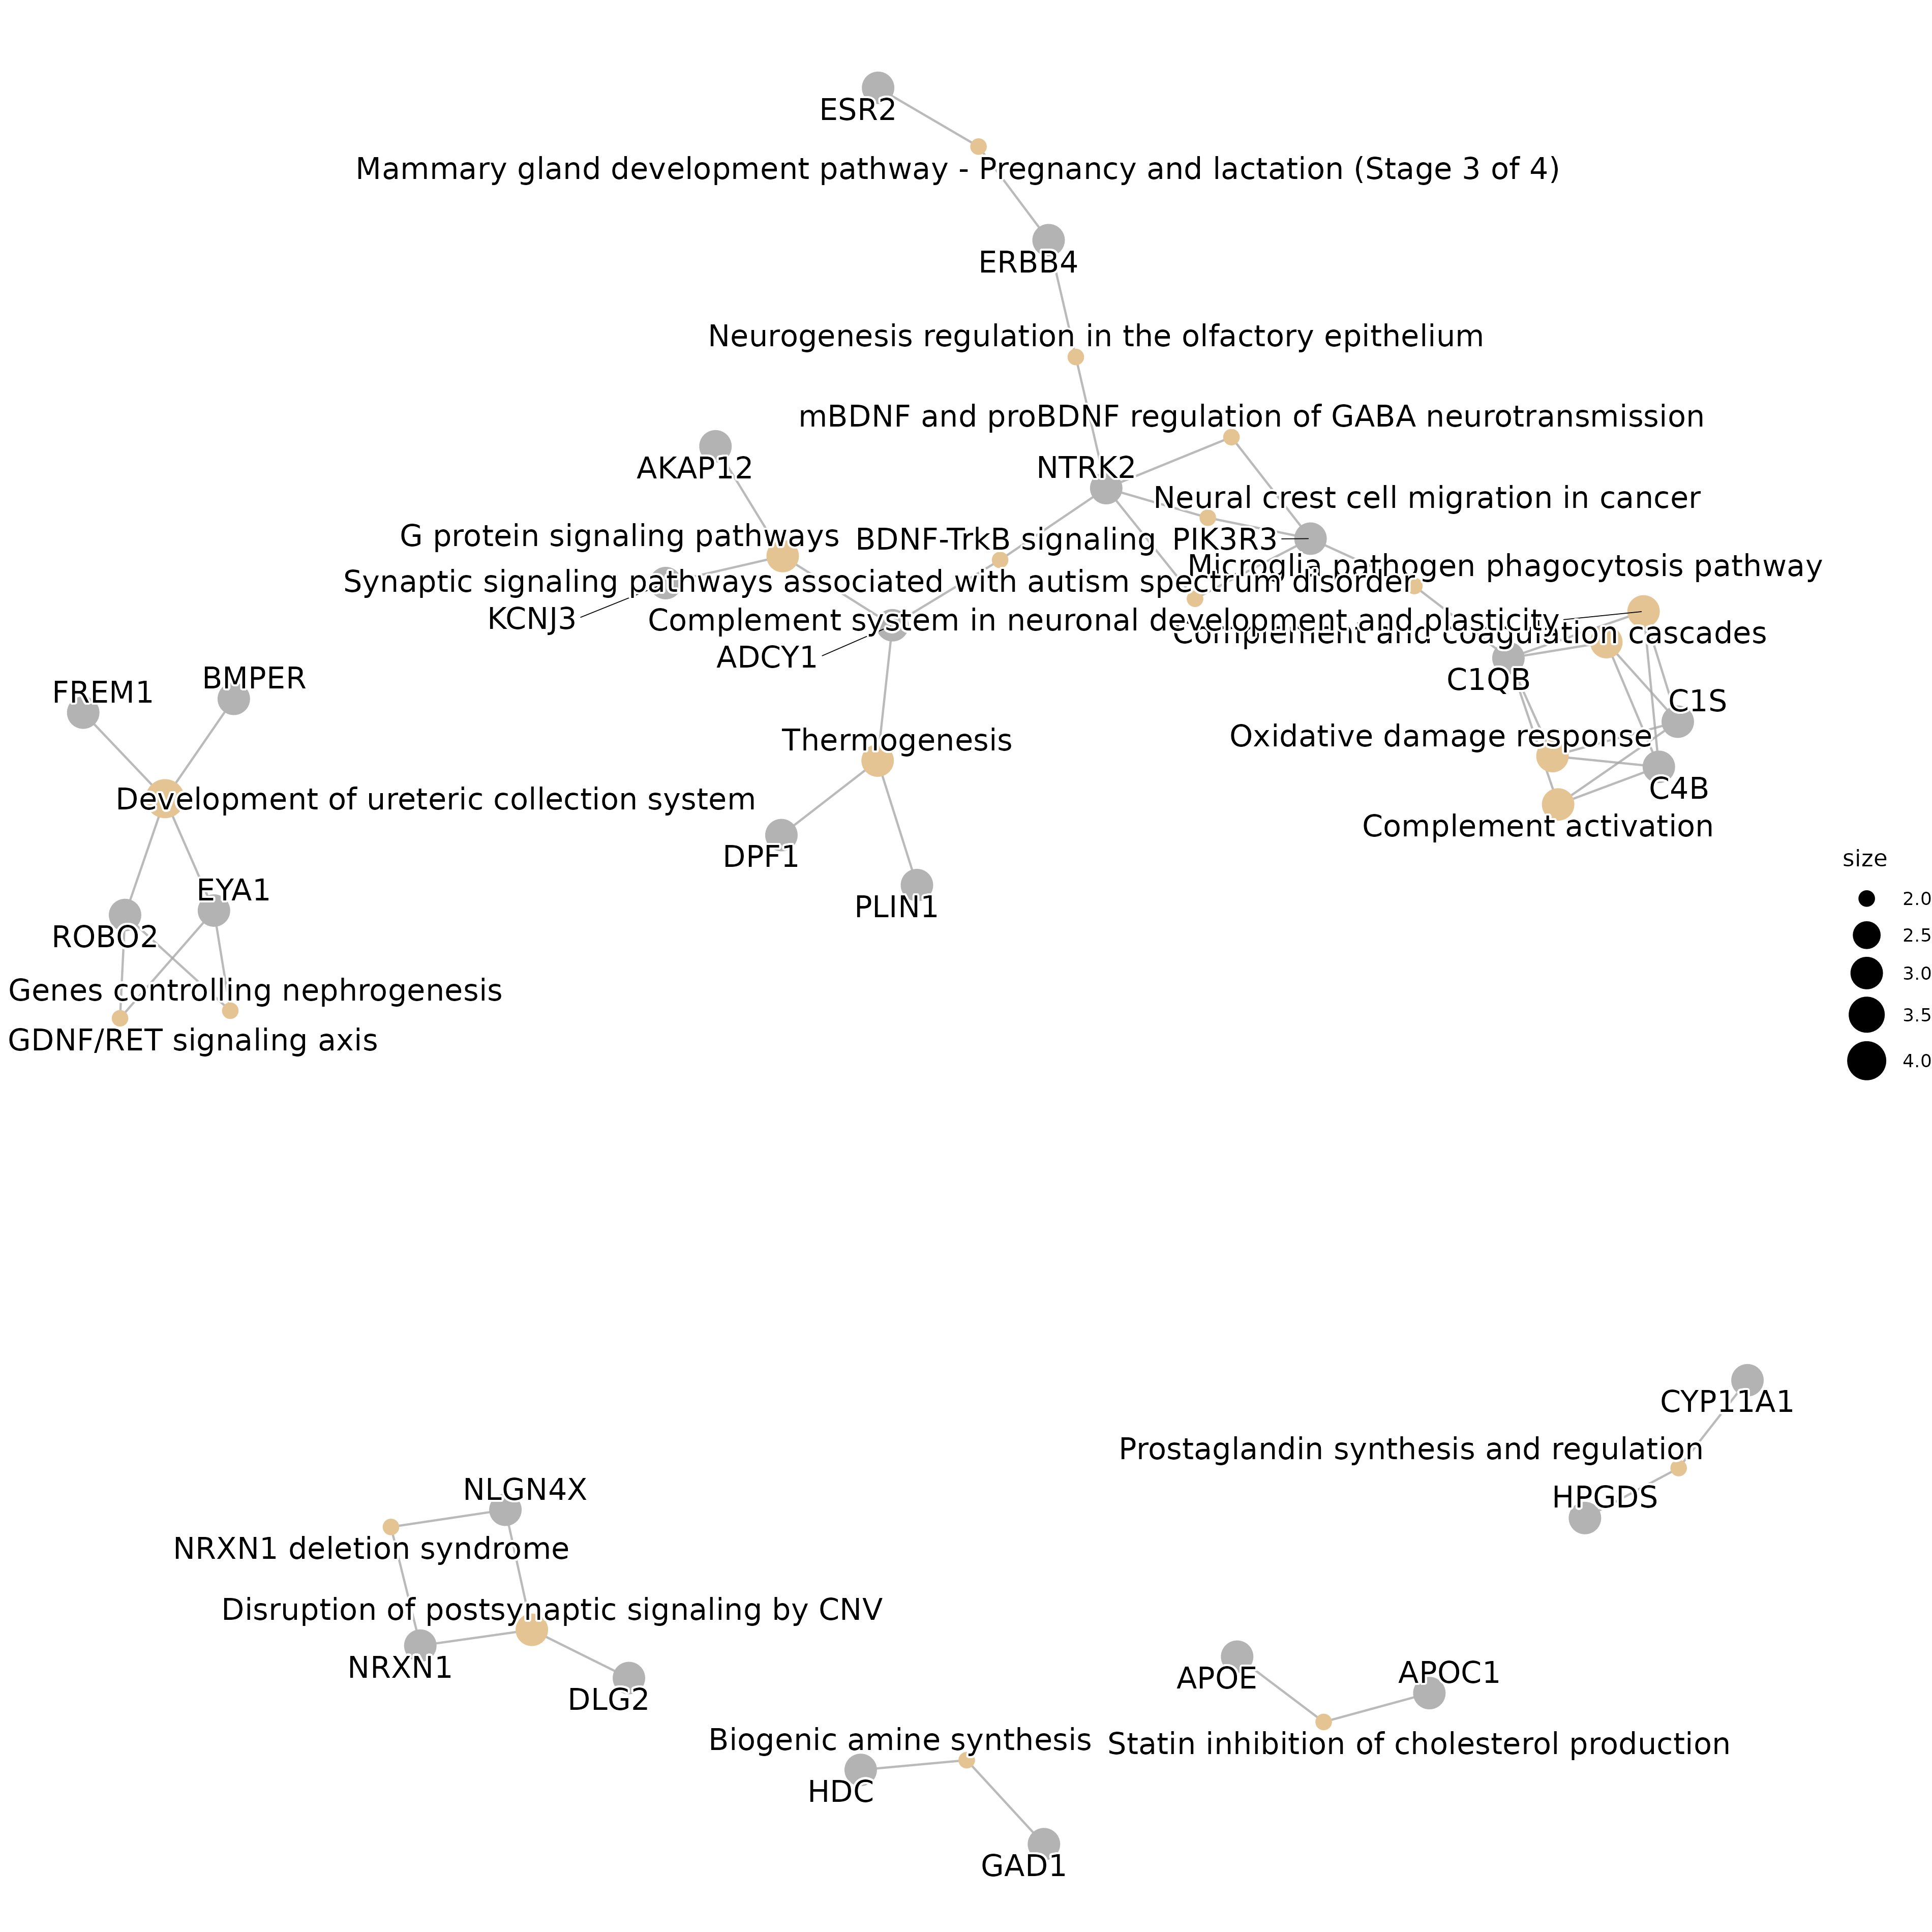 ESR2
Mammary gland development pathway - Pregnancy and lactation (Stage 3 of 4)
ERBB4
Neurogenesis regulation in the olfactory epithelium
mBDNF and proBDNF regulation of GABA neurotransmission
AKAP12
NTRK2
Neural crest cell migration in cancer
G protein signaling pathways
BDNF-TrkB signaling
PIK3R3
Microglia pathogen phagocytosis pathway
Synaptic signaling pathways associated with autism spectrum disorder
KCNJ3
Complement system in neuronal development and plasticity
Complement and coagulation cascades
ADCY1
BMPER
FREM1
C1QB
C1S
Oxidative damage response
Thermogenesis
C4B
Development of ureteric collection system
Complement activation
DPF1
PLIN1
EYA1
ROBO2
Genes controlling nephrogenesis
GDNF/RET signaling axis
size
2.0
2.5
3.0
3.5
4.0
CYP11A1
Prostaglandin synthesis and regulation
HPGDS
NLGN4X
NRXN1 deletion syndrome
Disruption of postsynaptic signaling by CNV
NRXN1
DLG2
APOE
APOC1
Biogenic amine synthesis
Statin inhibition of cholesterol production
HDC
GAD1